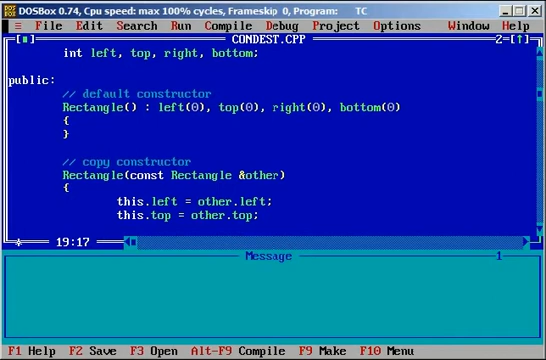 DOSBox 0.74, Cpu speed: max 100% cycles, Frameskip 0, Program: TC
≡ File Edit Search Run Compile Debug Project Options Window Help
[■] CONDEST.CPP 2=[↑]
int left, top, right, bottom;
public:
// default constructor
Rectangle() : left(0), top(0), right(0), bottom(0)
{
}
// copy constructor
Rectangle(const Rectangle &other)
{
this.left = other.left;
this.top = other.top;
* 19:17
Message 1
F1 Help F2 Save F3 Open Alt-F9 Compile F9 Make F10 Menu